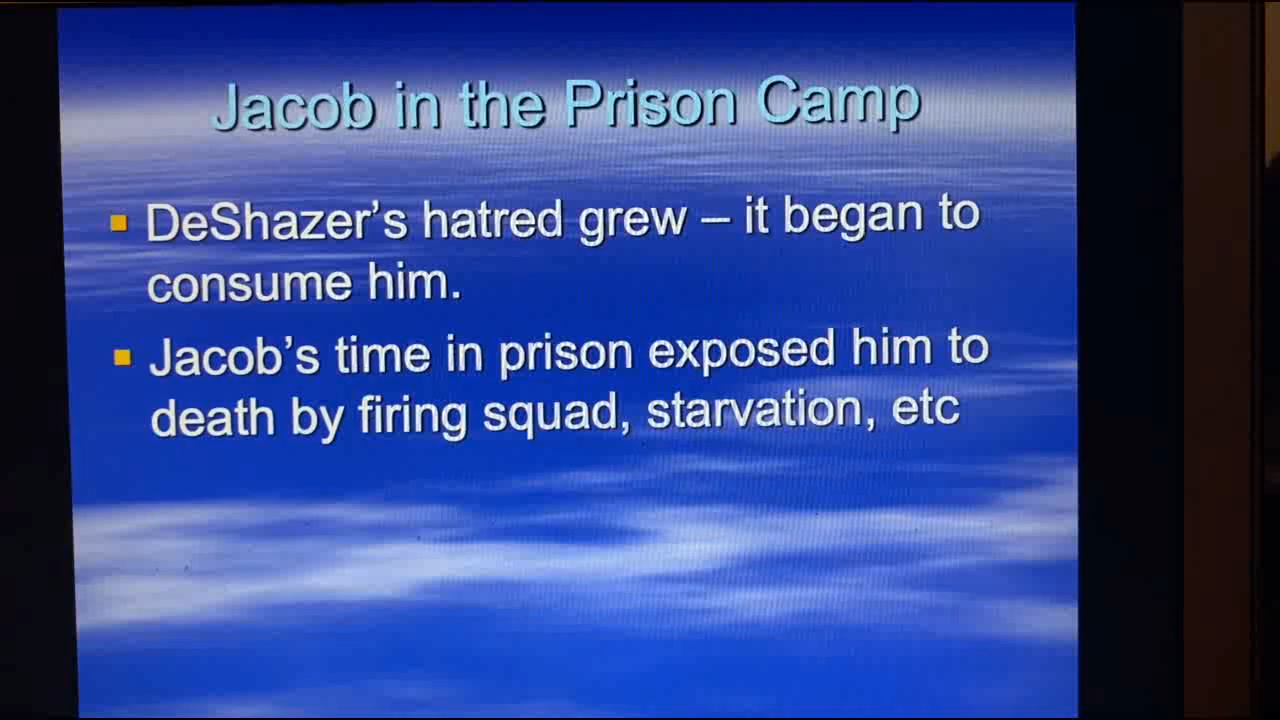 Jacob in the Prison Camp
DeShazer's hatred grew – it began to
consume him.
Jacob's time in prison exposed him to
death by firing squad, starvation, etc